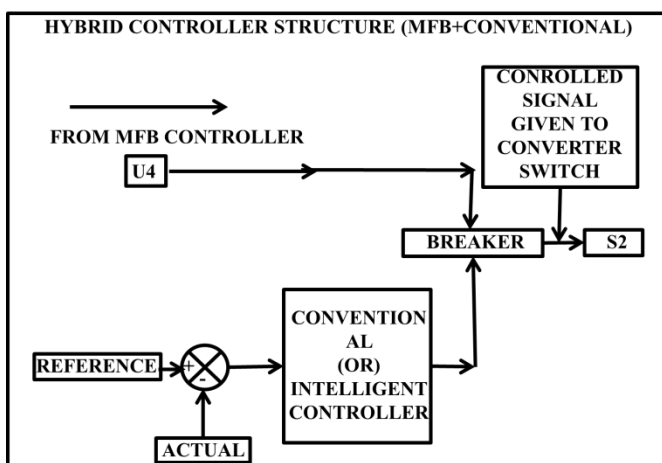 HYBRID CONTROLLER STRUCTURE (MFB+CONVENTIONAL)
CONROLLED
SIGNAL
GIVEN TO
CONVERTER
SWITCH
FROM MFB CONTROLLER
U4
BREAKER
S2
CONVENTION
AL
(OR)
INTELLIGENT
CONTROLLER
REFERENCE
+
-
ACTUAL